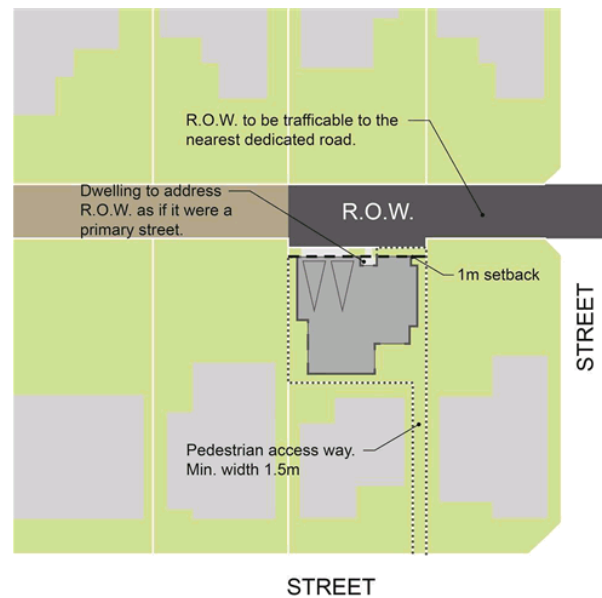 R.O.W. to be trafficable to the
nearest dedicated road.
Dwelling to address
R.O.W. as if it were a
primary street.
R.O.W.
1m setback
STREET
Pedestrian access way.
Min. width 1.5m
STREET